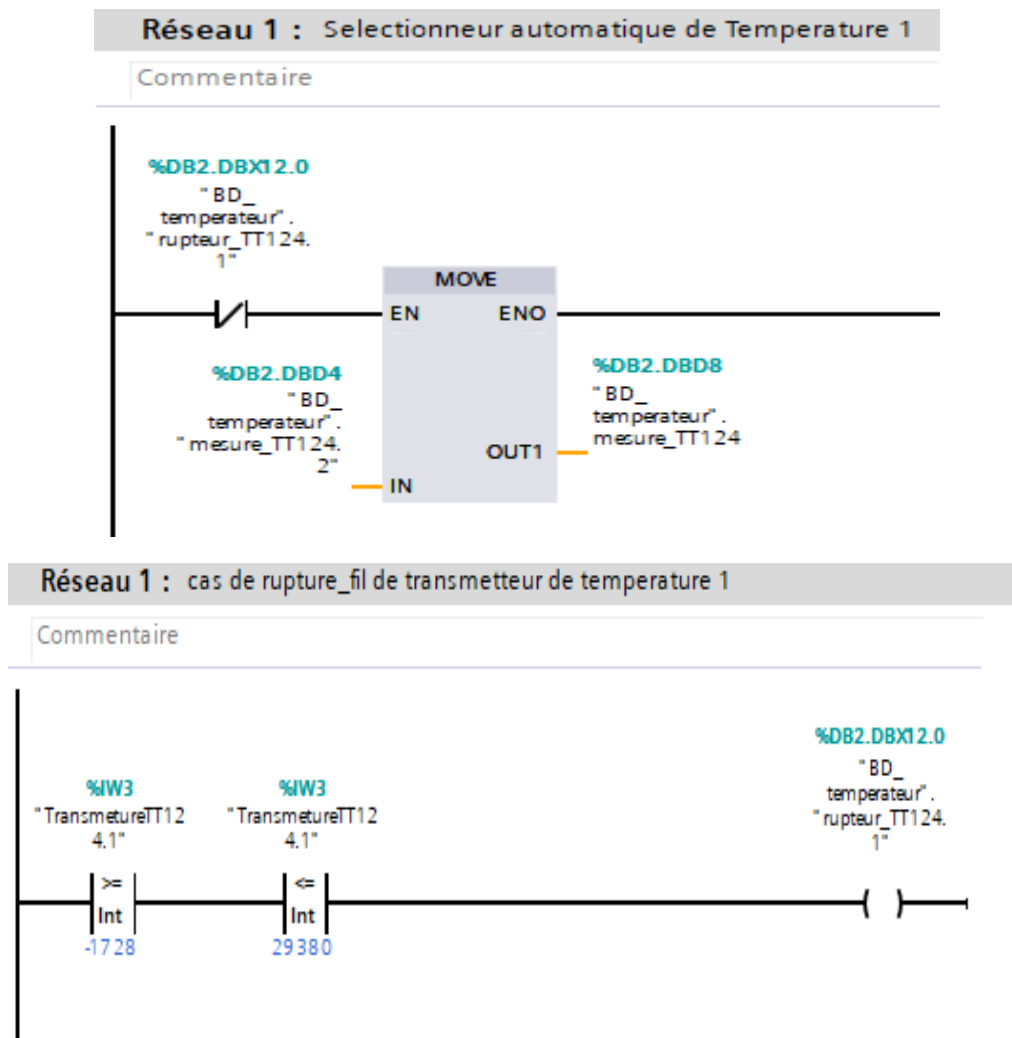 Réseau 1 : Selectionneur automatique de Temperature 1
Commentaire
%DB2.DBX12.0
"BD_
temperateur".
"rupteur_TT124.
1"
MOVE
EN ENO
%DB2.DBD4
"BD_
temperateur".
"mesure_TT124.
2"
IN
%DB2.DBD8
"BD_
temperateur".
mesure_TT124
OUT1
Réseau 1 : cas de rupture_fil de transmetteur de temperature 1
Commentaire
%IW3
"TransmetureTT12
4.1"
>=
Int
-1728
%IW3
"TransmetureTT12
4.1"
<=
Int
29380
%DB2.DBX12.0
"BD_
temperateur".
"rupteur_TT124.
1"